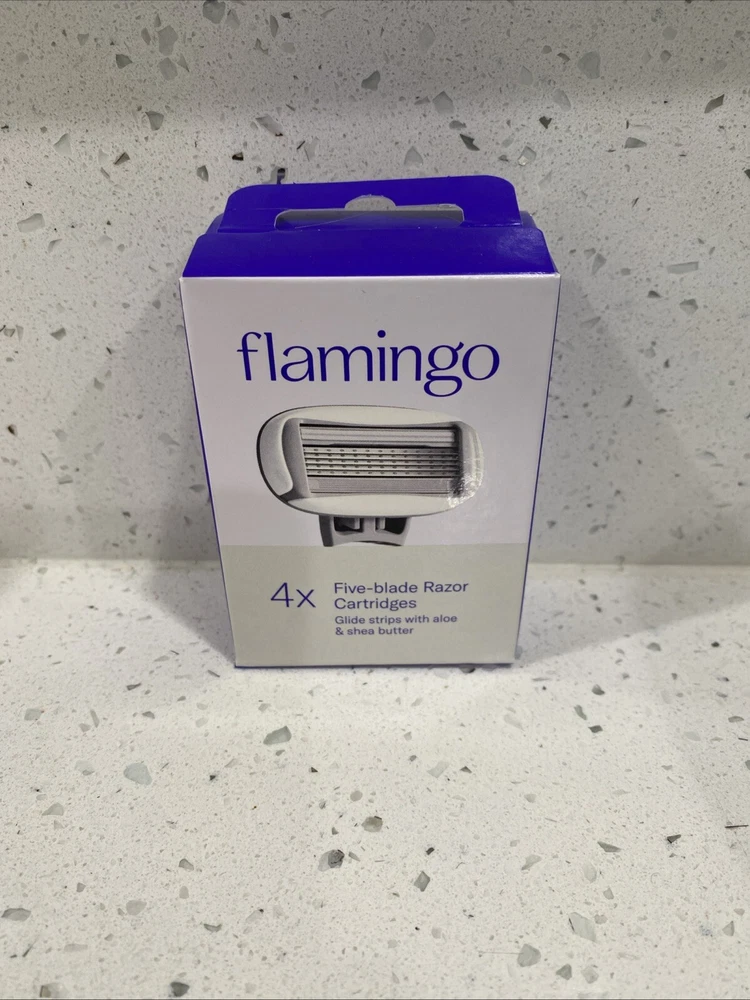 flamingo
4x
Five-blade Razor
Cartridges
Glide strips with aloe
& shea butter